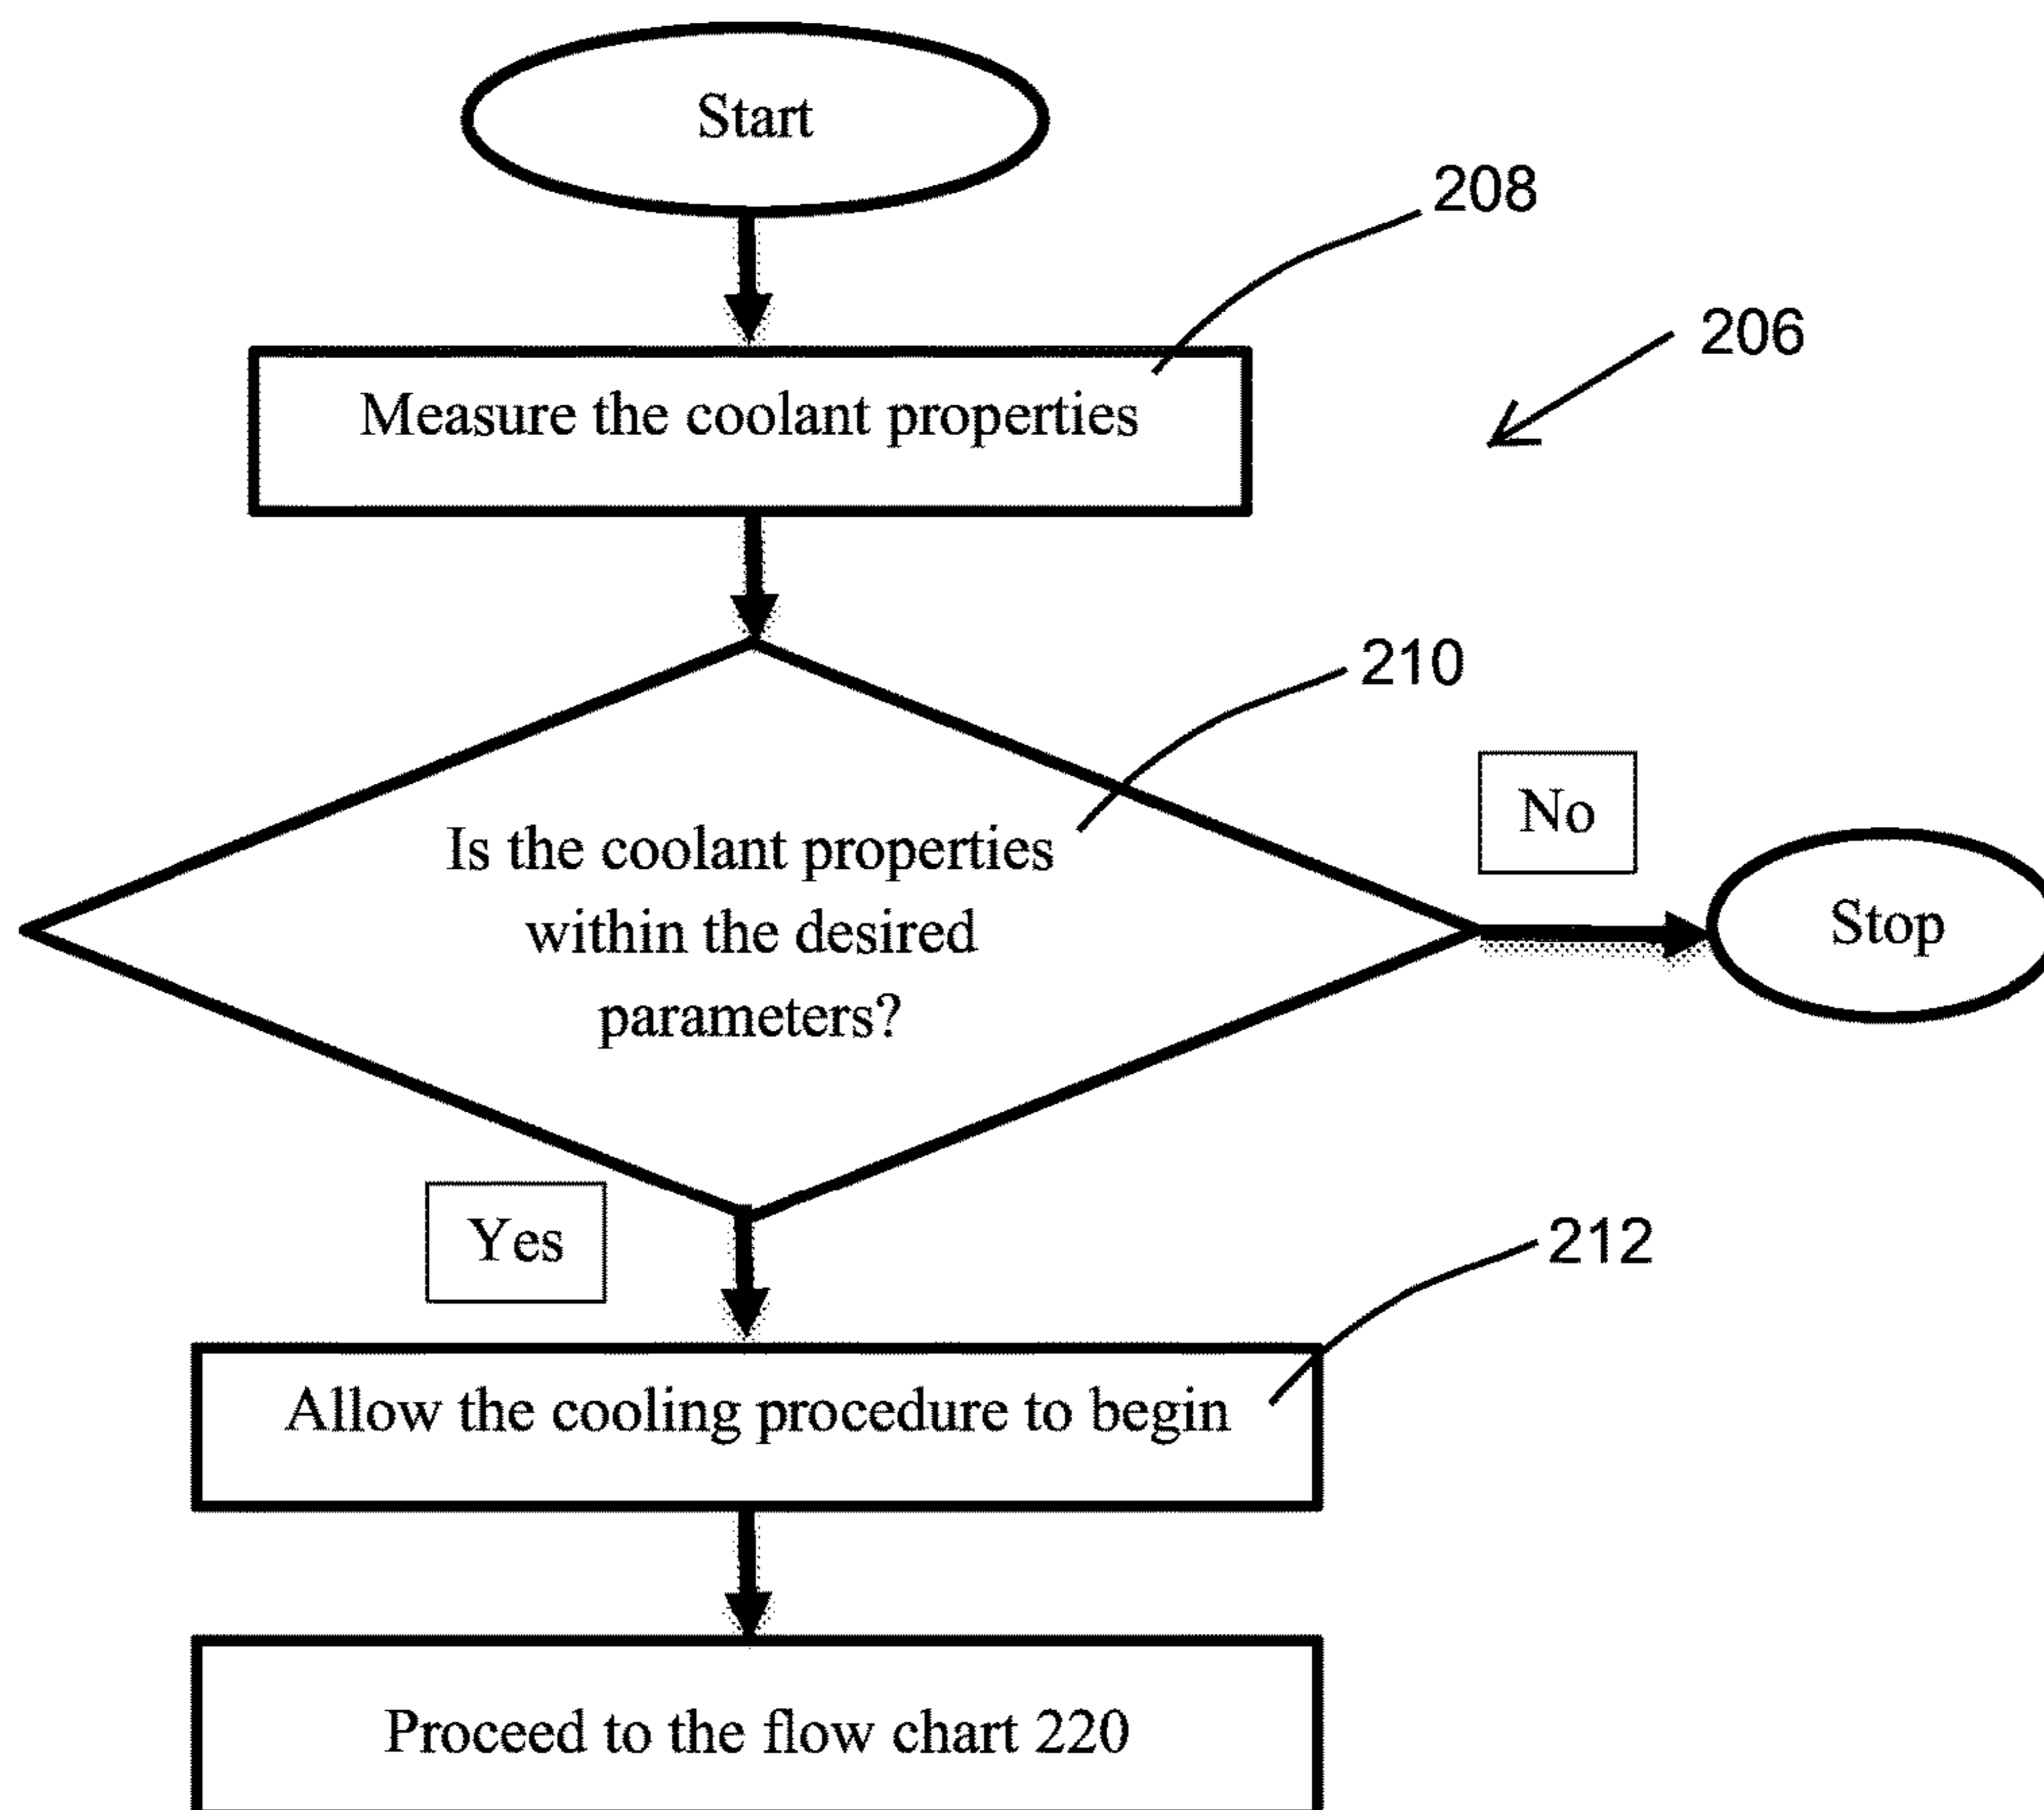 Start
208
206
Measure the coolant properties
210
No
Is the coolant properties
within the desired
parameters?
Stop
Yes
212
Allow the cooling procedure to begin
Proceed to the flow chart 220